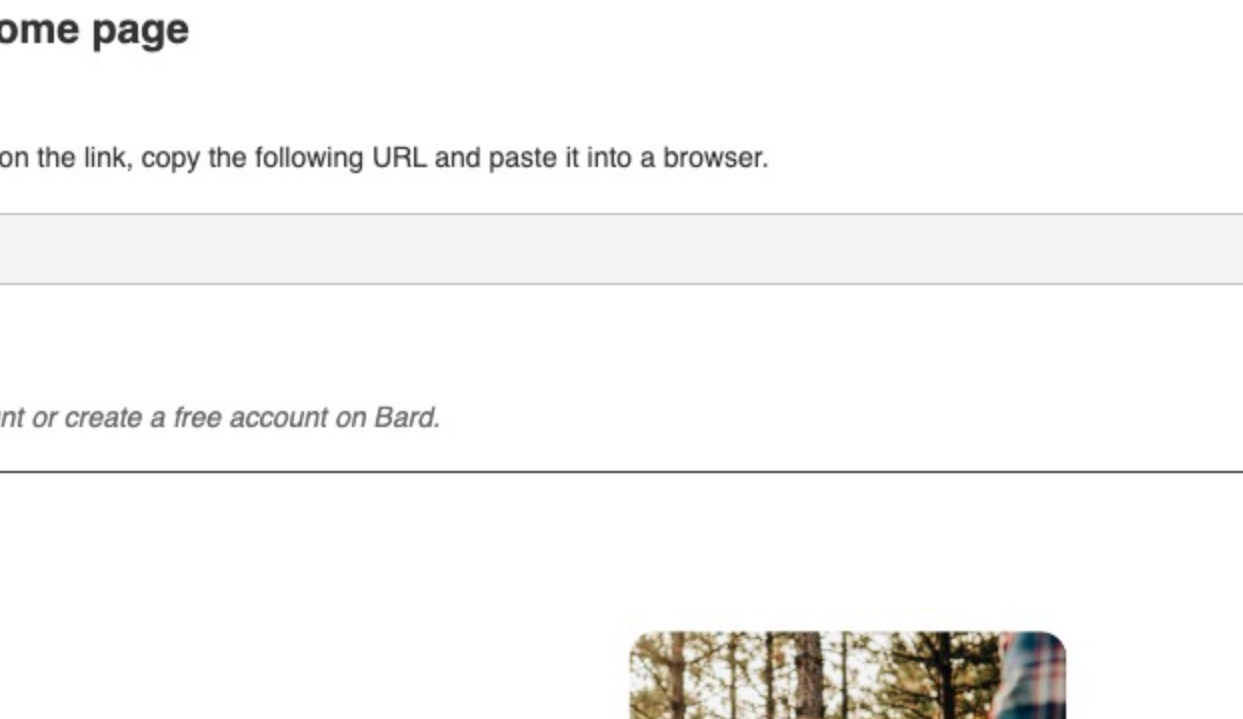 ome page
on the link, copy the following URL and paste it into a browser.
nt or create a free account on Bard.